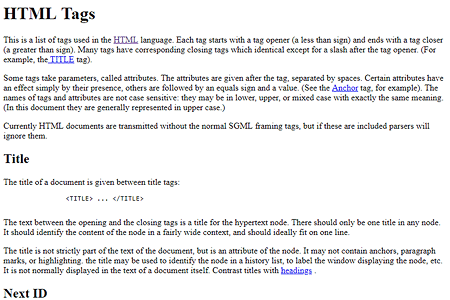 HTML Tags
This is a list of tags used in the HTML language. Each tag starts with a tag opener (a less than sign) and ends with a tag closer
(a greater than sign). Many tags have corresponding closing tags which identical except for a slash after the tag opener. (For
example, the TITLE tag).
Some tags take parameters, called attributes. The attributes are given after the tag, separated by spaces. Certain attributes have
an effect simply by their presence, others are followed by an equals sign and a value. (See the Anchor tag, for example). The
names of tags and attributes are not case sensitive: they may be in lower, upper, or mixed case with exactly the same meaning.
(In this document they are generally represented in upper case.)
Currently HTML documents are transmitted without the normal SGML framing tags, but if these are included parsers will
ignore them.
Title
The title of a document is given between title tags:
<TITLE> ... </TITLE>
The text between the opening and the closing tags is a title for the hypertext node. There should only be one title in any node.
It should identify the content of the node in a fairly wide context, and should ideally fit on one line.
The title is not strictly part of the text of the document, but is an attribute of the node. It may not contain anchors, paragraph
marks, or highlighting. the title may be used to identify the node in a history list, to label the window displaying the node, etc.
It is not normally displayed in the text of a document itself. Contrast titles with headings .
Next ID